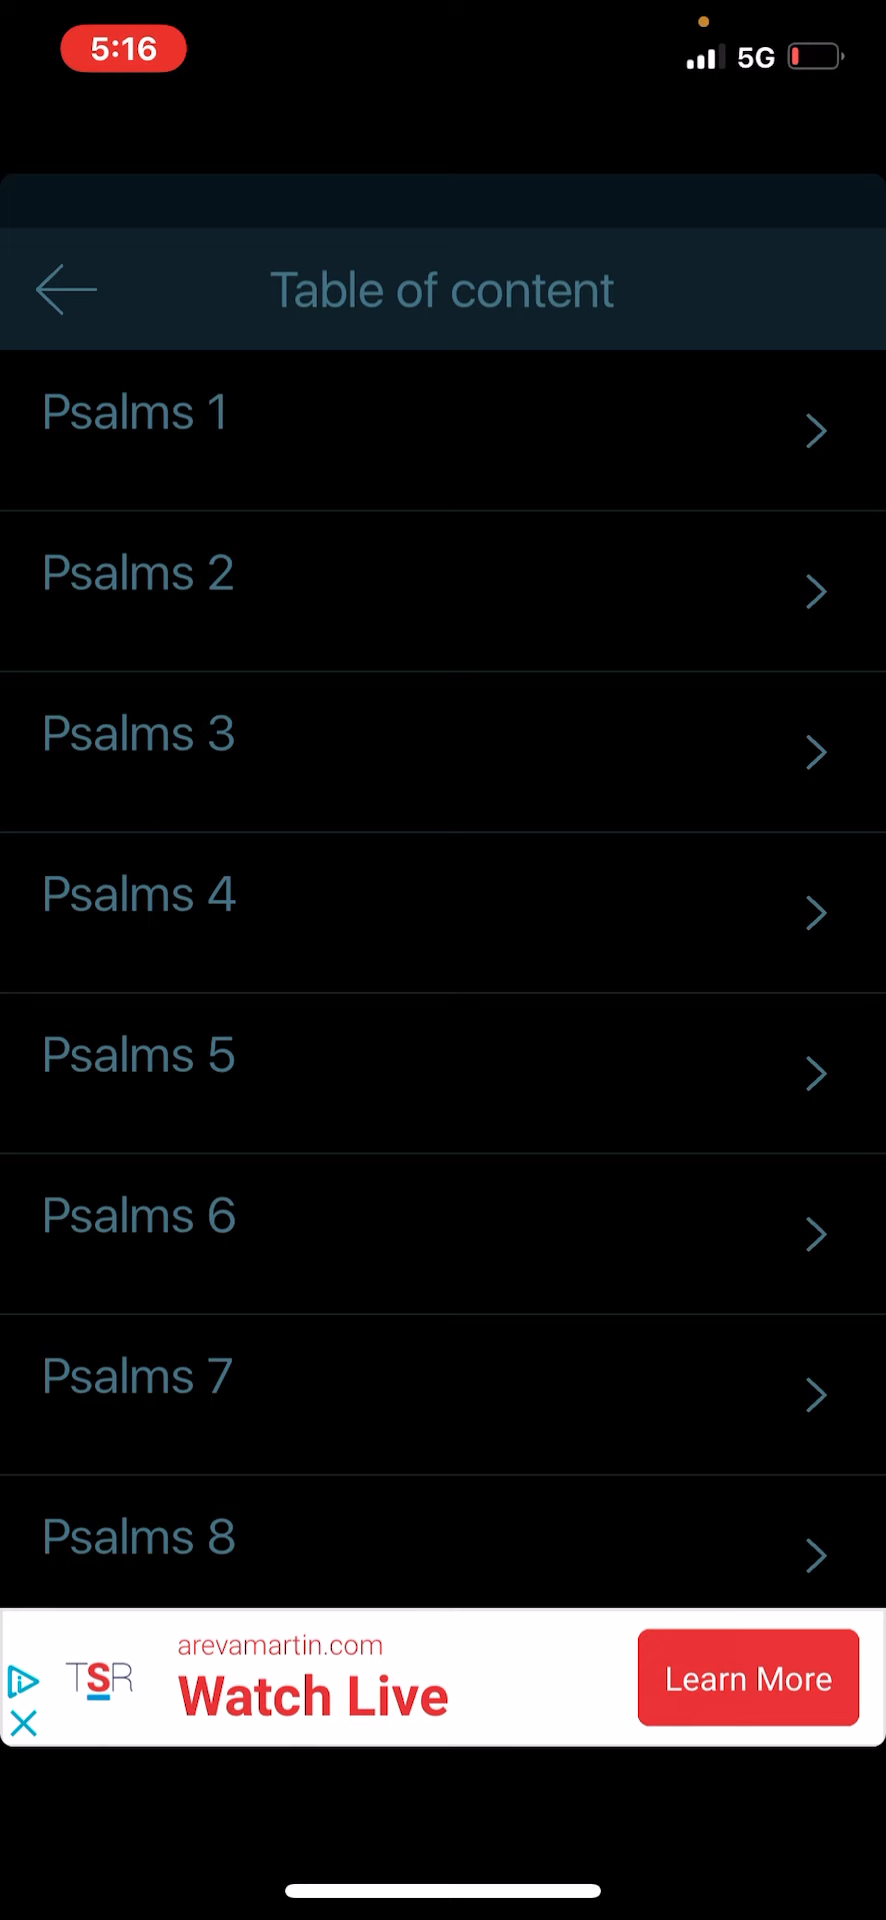 5:16
5G
Table of content
Psalms 1
Psalms 2
Psalms 3
Psalms 4
Psalms 5
Psalms 6
Psalms 7
Psalms 8
TSR
arevamartin.com
Watch Live
Learn More